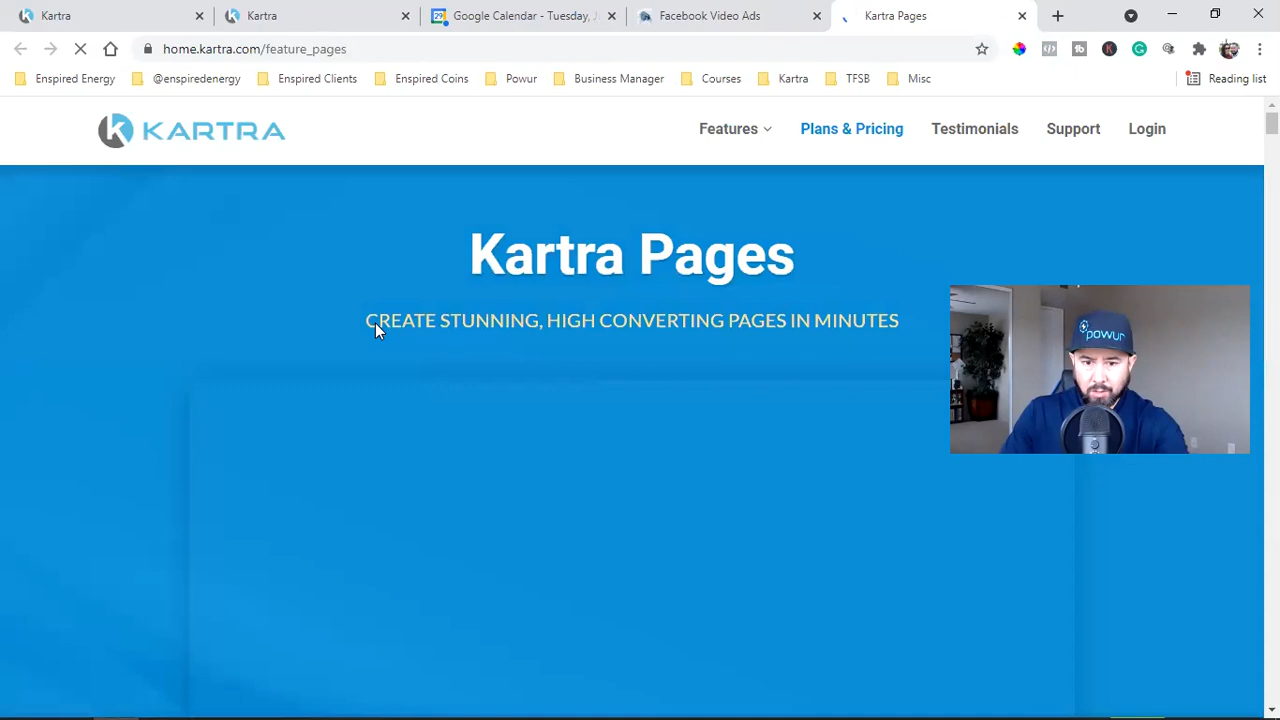 Kartra
Kartra
Google Calendar - Tuesday, J
Facebook Video Ads
Kartra Pages
home.kartra.com/feature_pages
Enspired Energy
@enspiredenergy
Enspired Clients
Enspired Coins
Powur
Business Manager
Courses
Kartra
TFSB
Misc
Reading list
KARTRA
Features
Plans & Pricing
Testimonials
Support
Login
Kartra Pages
CREATE STUNNING, HIGH CONVERTING PAGES IN MINUTES
powur